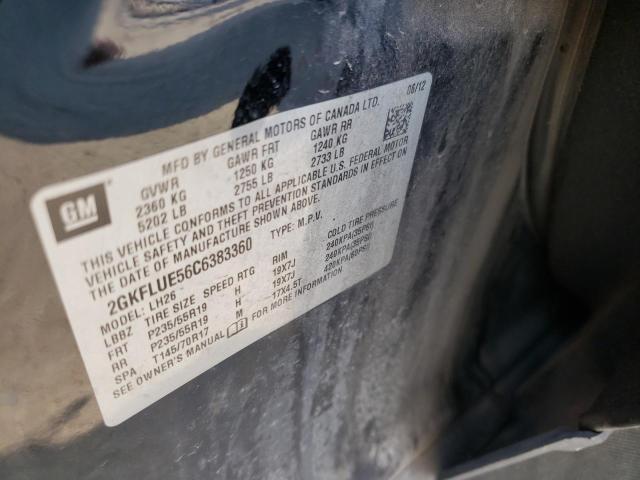 06/12
GM
MFD BY GENERAL MOTORS OF CANADA LTD.
GVWR GAWR FRT GAWR RR
2360 KG 1250 KG 1240 KG
5202 LB 2755 LB 2733 LB
THIS VEHICLE CONFORMS TO ALL APPLICABLE U.S. FEDERAL MOTOR
VEHICLE SAFETY AND THEFT PREVENTION STANDARDS IN EFFECT ON
THE DATE OF MANUFACTURE SHOWN ABOVE.
2GKFLUE56C6383360 TYPE: M.P.V.
MODEL: LH26
LBBZ TIRE SIZE SPEED RTG RIM COLD TIRE PRESSURE
FRT P235/55R19 H 19X7J 240KPA(35PSI)
RR P235/55R19 H 19X7J 240KPA(35PSI)
SPA T145/70R17 M 17X4.5T 420KPA(60PSI)
SEE OWNER'S MANUAL FOR MORE INFORMATION.